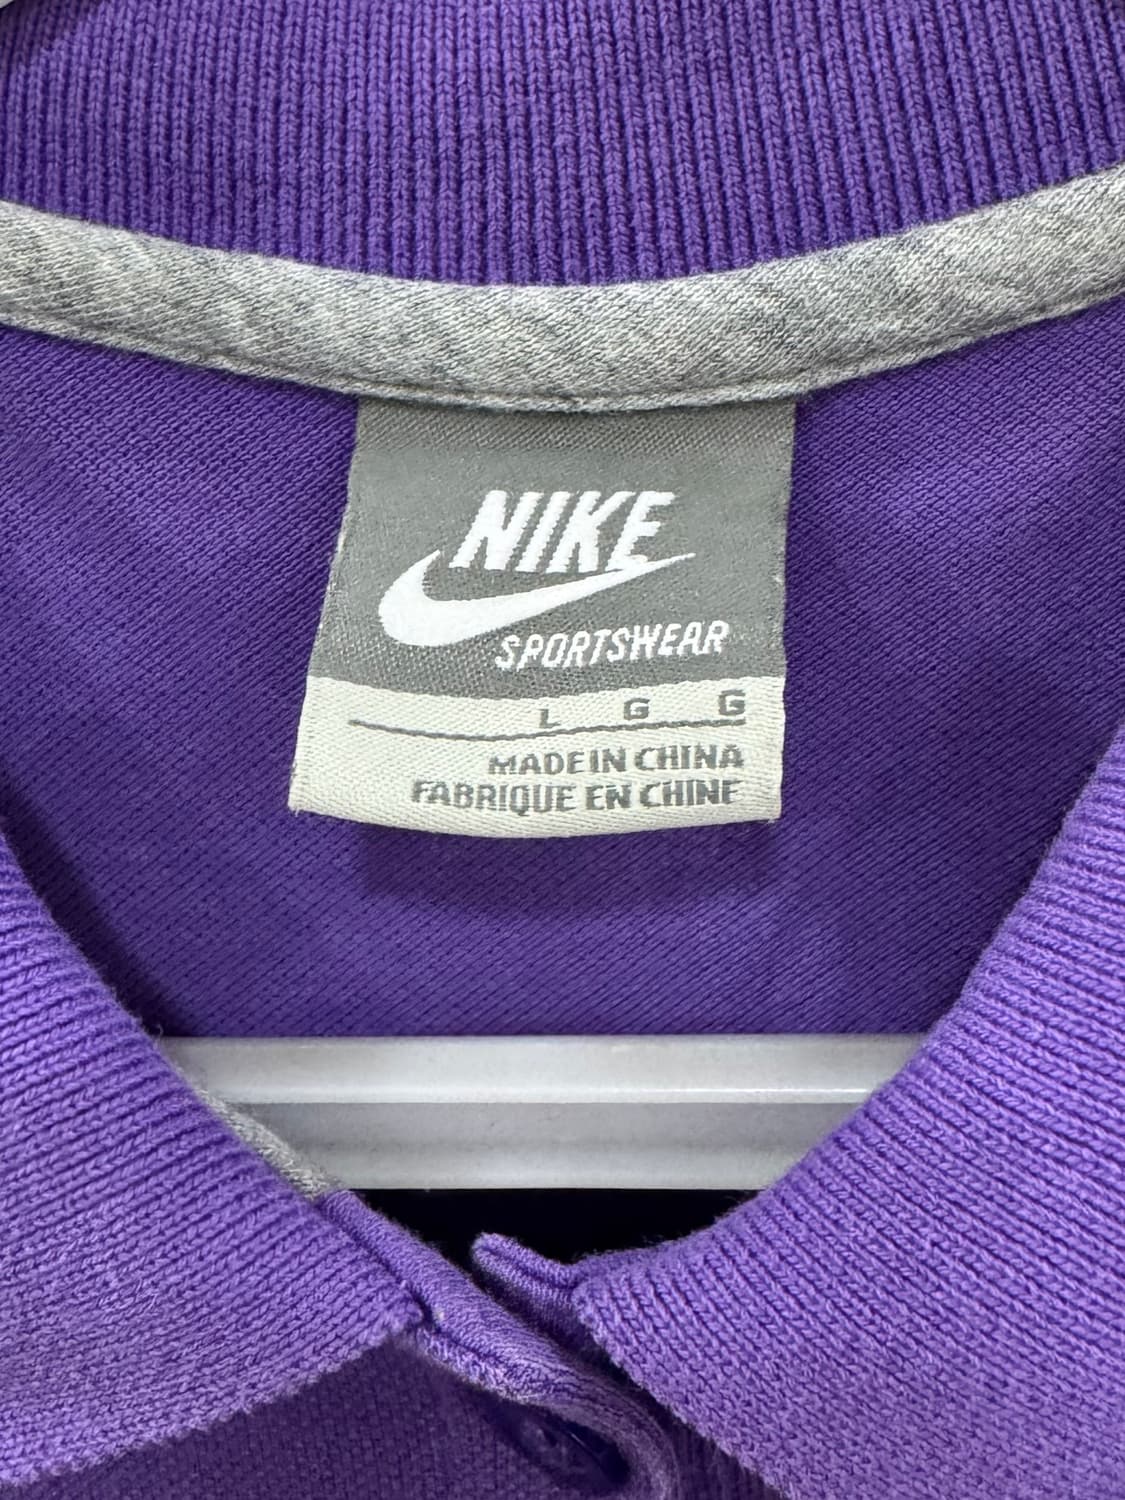 NIKE
SPORTSWEAR
L G G
MADE IN CHINA
FABRIQUE EN CHINE